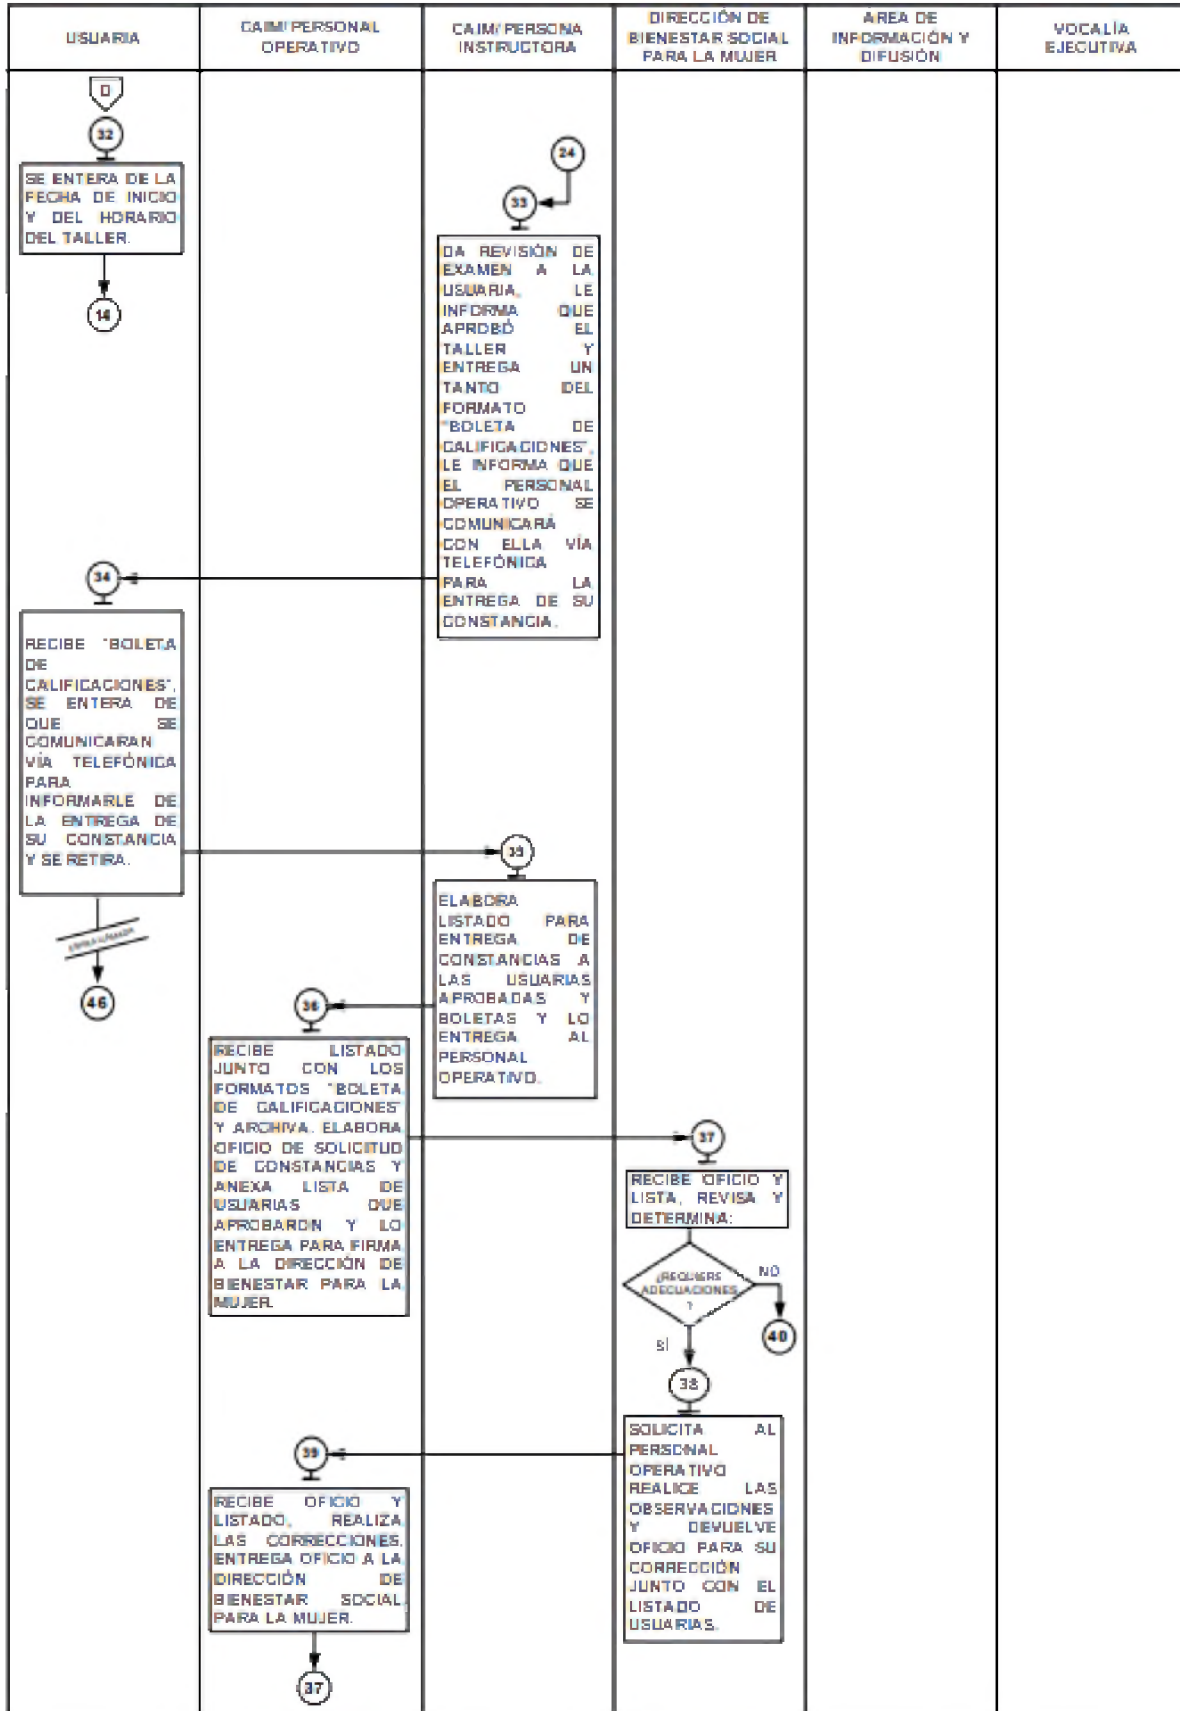 USUARIA
CAIM/ PERSONAL
OPERATIVO
CAIM/ PERSONA
INSTRUCTORA
DIRECCIÓN DE
BIENESTAR SOCIAL
PARA LA MUJER
ÁREA DE
INFORMACIÓN Y
DIFUSIÓN
VOCALÍA
EJECUTIVA
D
32
SE ENTERA DE LA
FECHA DE INICIO
Y DEL HORARIO
DEL TALLER.
14
24
33
DA REVISIÓN DE
EXAMEN A LA
USUARIA, LE
INFORMA QUE
APROBÓ EL
TALLER Y
ENTREGA UN
TANTO DEL
FORMATO
"BOLETA DE
CALIFICACIONES",
LE INFORMA QUE
EL PERSONAL
OPERATIVO SE
COMUNICARÁ
CON ELLA VÍA
TELEFÓNICA
PARA LA
ENTREGA DE SU
CONSTANCIA.
34
RECIBE "BOLETA
DE
CALIFICACIONES",
SE ENTERA DE
QUE SE
COMUNICARAN
VÍA TELEFÓNICA
PARA
INFORMARLE DE
LA ENTREGA DE
SU CONSTANCIA
Y SE RETIRA.
46
35
ELABORA
LISTADO PARA
ENTREGA DE
CONSTANCIAS A
LAS USUARIAS
APROBADAS Y
BOLETAS Y LO
ENTREGA AL
PERSONAL
OPERATIVO.
36
RECIBE LISTADO
JUNTO CON LOS
FORMATOS "BOLETA
DE CALIFICACIONES"
Y ARCHIVA. ELABORA
OFICIO DE SOLICITUD
DE CONSTANCIAS Y
ANEXA LISTA DE
USUARIAS QUE
APROBARON Y LO
ENTREGA PARA FIRMA
A LA DIRECCIÓN DE
BIENESTAR PARA LA
MUJER.
37
RECIBE OFICIO Y
LISTA, REVISA Y
DETERMINA:
¿REQUIERE
ADECUACIONES
?
NO
40
SÍ
38
SOLICITA AL
PERSONAL
OPERATIVO
REALICE LAS
OBSERVACIONES
Y DEVUELVE
OFICIO PARA SU
CORRECCIÓN
JUNTO CON EL
LISTADO DE
USUARIAS.
39
RECIBE OFICIO Y
LISTADO, REALIZA
LAS CORRECCIONES,
ENTREGA OFICIO A LA
DIRECCIÓN DE
BIENESTAR SOCIAL
PARA LA MUJER.
37